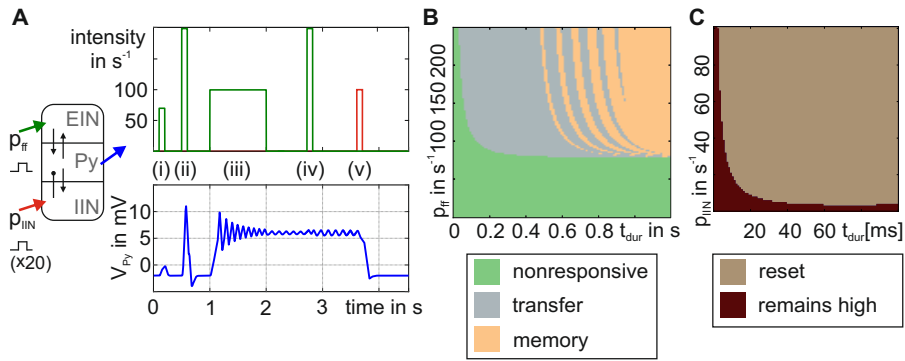 A
intensity
in s⁻¹
100
EIN
p_ff
Py
p_IIN
IIN
(x20)
(i) (ii) (iii) (iv) (v)
V_Py in mV
10
5
0
0 1 2 3 time in s
B
p_ff in s⁻¹
200
150
100
50
0 0.2 0.4 0.6 0.8 t_dur in s
nonresponsive
transfer
memory
C
p_IIN in s⁻¹
80
40
20 40 60 t_dur[ms]
reset
remains high